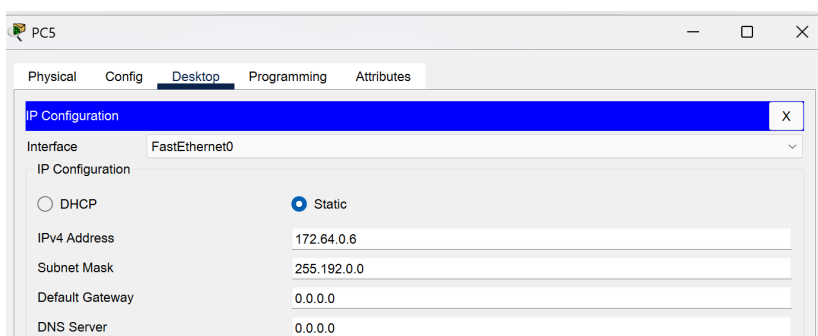 PC5
Physical Config Desktop Programming Attributes
IP Configuration X
Interface FastEthernet0
IP Configuration
DHCP Static
IPv4 Address 172.64.0.6
Subnet Mask 255.192.0.0
Default Gateway 0.0.0.0
DNS Server 0.0.0.0